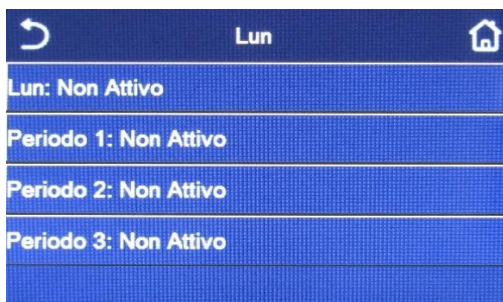 Lun
Lun: Non Attivo
Periodo 1: Non Attivo
Periodo 2: Non Attivo
Periodo 3: Non Attivo